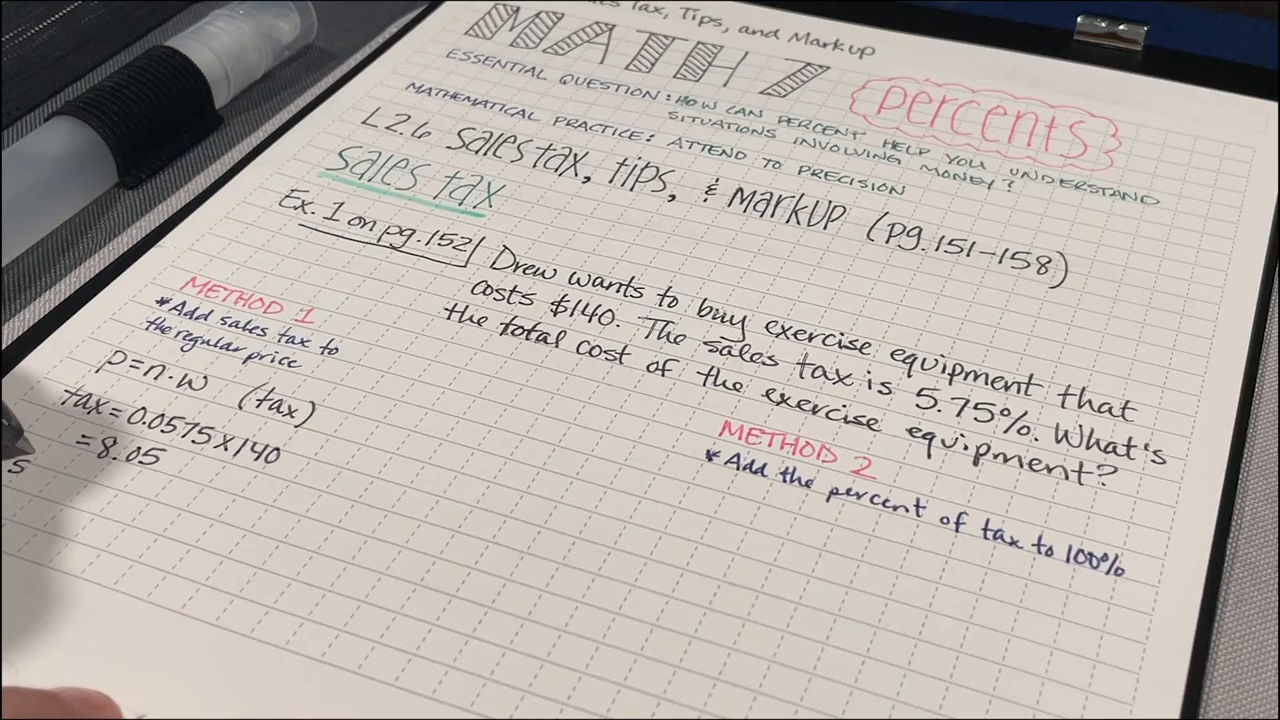 Tax, Tips, and Markup
MATH 7
percents
ESSENTIAL QUESTION: HOW CAN PERCENT HELP YOU UNDERSTAND
SITUATIONS INVOLVING MONEY?
MATHEMATICAL PRACTICE: ATTEND TO PRECISION
L2.6 sales tax, tips, & MARKUP (pg.151-158)
sales tax
Ex. 1 on pg.152 Drew wants to buy exercise equipment that
costs $140. The sales tax is 5.75%. What's
the total cost of the exercise equipment?
METHOD 1
*Add sales tax to
the regular price
p=n·w (tax)
tax=0.0575×140
=8.05
s
METHOD 2
*Add the percent of tax to 100%